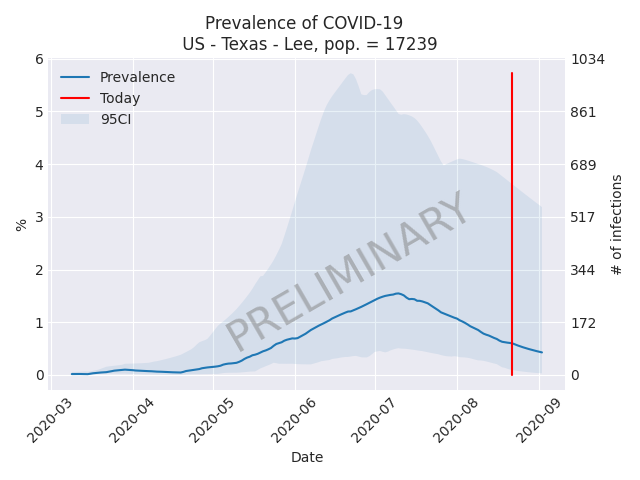 Prevalence of COVID-19
US - Texas - Lee, pop. = 17239
Prevalence
Today
95CI
PRELIMINARY
%
6
5
4
3
2
1
0
# of infections
1034
861
689
517
344
172
0
2020-03
2020-04
2020-05
2020-06
2020-07
2020-08
2020-09
Date